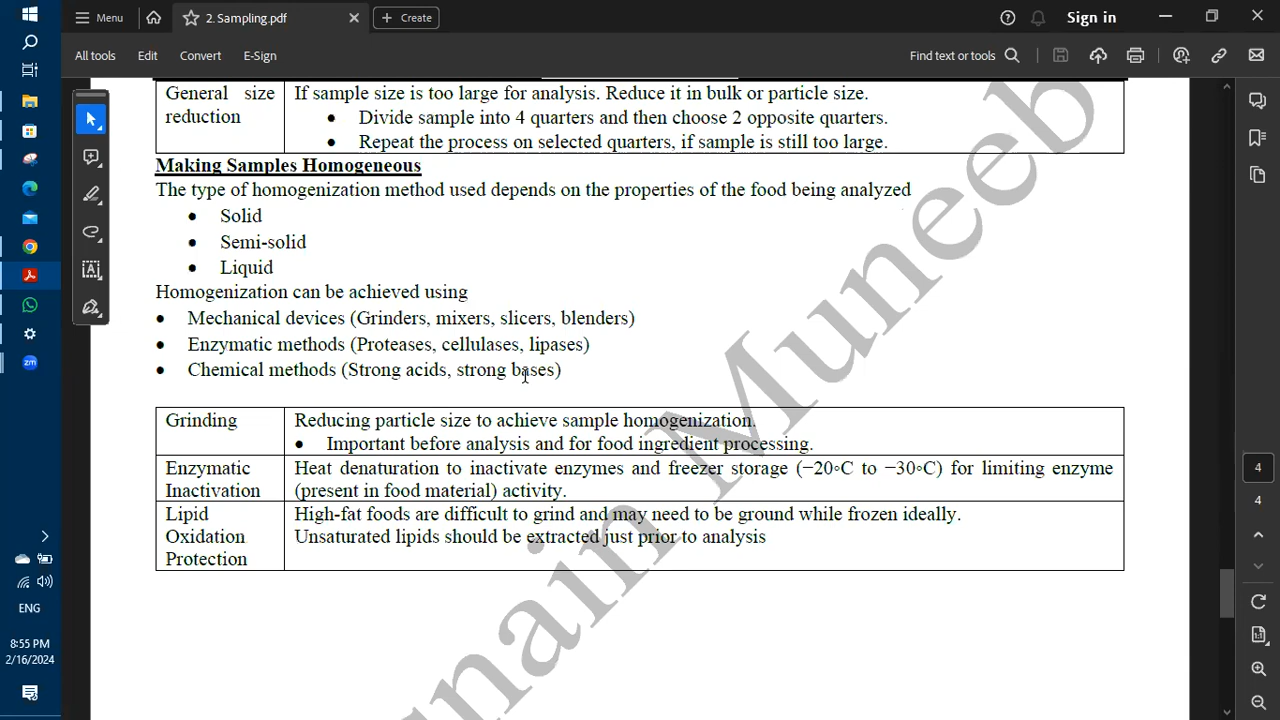 Menu
2. Sampling.pdf
Create
Sign in
All tools Edit Convert E-Sign
Find text or tools
General size reduction
If sample size is too large for analysis. Reduce it in bulk or particle size.
• Divide sample into 4 quarters and then choose 2 opposite quarters.
• Repeat the process on selected quarters, if sample is still too large.
Making Samples Homogeneous
The type of homogenization method used depends on the properties of the food being analyzed
• Solid
• Semi-solid
• Liquid
Homogenization can be achieved using
• Mechanical devices (Grinders, mixers, slicers, blenders)
• Enzymatic methods (Proteases, cellulases, lipases)
• Chemical methods (Strong acids, strong bases)
Grinding
Reducing particle size to achieve sample homogenization.
• Important before analysis and for food ingredient processing.
Enzymatic
Inactivation
Heat denaturation to inactivate enzymes and freezer storage (−20◦C to −30◦C) for limiting enzyme
(present in food material) activity.
Lipid
Oxidation
Protection
High-fat foods are difficult to grind and may need to be ground while frozen ideally.
Unsaturated lipids should be extracted just prior to analysis
gnain Muneeb
4
4
ENG
8:55 PM
2/16/2024
zm